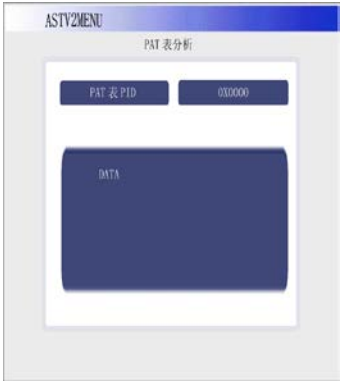 ASTV2MENU
PAT 表分析
PAT 表 PID
0X0000
DATA